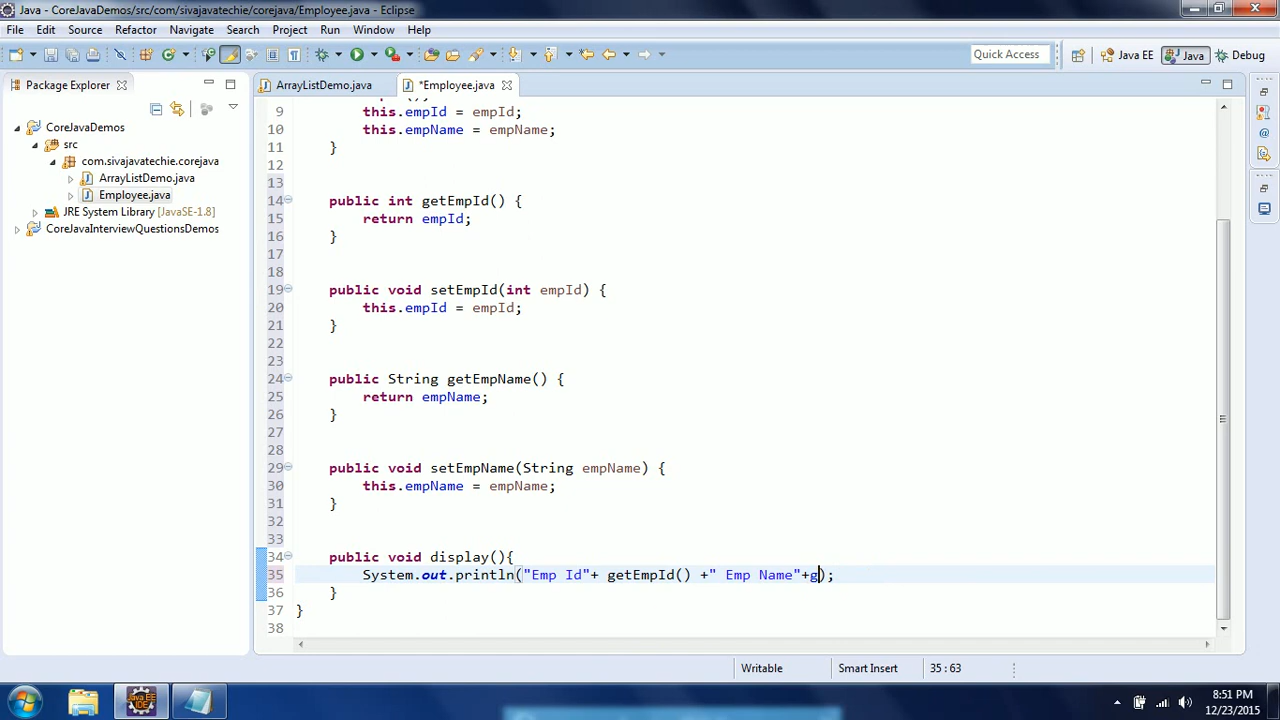 Java - CoreJavaDemos/src/com/sivajavatechie/corejava/Employee.java - Eclipse
File Edit Source Refactor Navigate Search Project Run Window Help
Quick Access Java EE Java Debug
Package Explorer
ArrayListDemo.java
*Employee.java
CoreJavaDemos
src
com.sivajavatechie.corejava
ArrayListDemo.java
Employee.java
JRE System Library [JavaSE-1.8]
CoreJavaInterviewQuestionsDemos
9 this.empId = empId;
10 this.empName = empName;
11 }
12
13
14 public int getEmpId() {
15 return empId;
16 }
17
18
19 public void setEmpId(int empId) {
20 this.empId = empId;
21 }
22
23
24 public String getEmpName() {
25 return empName;
26 }
27
28
29 public void setEmpName(String empName) {
30 this.empName = empName;
31 }
32
33
34 public void display(){
35 System.out.println("Emp Id"+ getEmpId() +" Emp Name"+g);
36 }
37 }
38
Writable Smart Insert 35 : 63
8:51 PM
12/23/2015